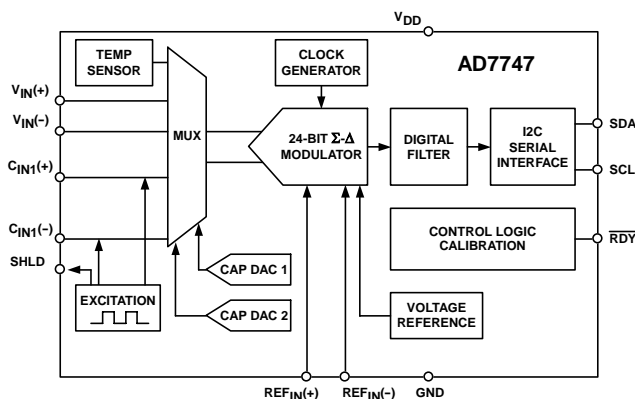 VDD
TEMP
SENSOR
CLOCK
GENERATOR
AD7747
VIN(+)
VIN(–)
MUX
24-BIT Σ-Δ
MODULATOR
DIGITAL
FILTER
I2C
SERIAL
INTERFACE
SDA
SCL
CIN1(+)
CIN1(–)
SHLD
CONTROL LOGIC
CALIBRATION
RDY
CAP DAC 1
EXCITATION
CAP DAC 2
VOLTAGE
REFERENCE
REFIN(+)
REFIN(–)
GND